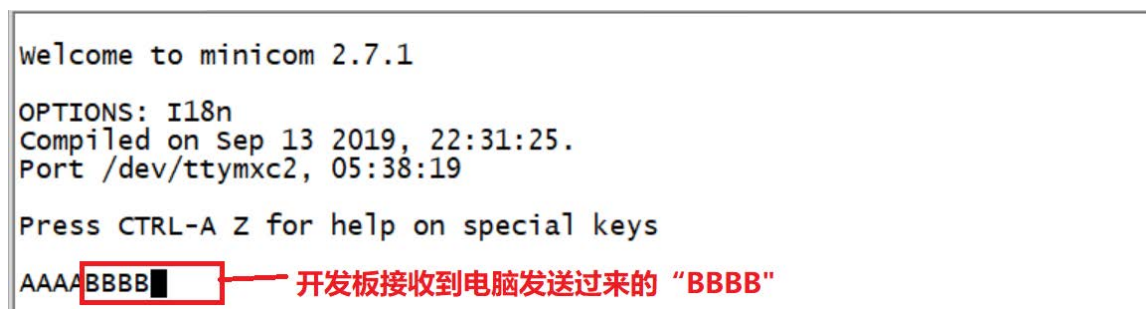 Welcome to minicom 2.7.1
OPTIONS: I18n
Compiled on Sep 13 2019, 22:31:25.
Port /dev/ttymxc2, 05:38:19
Press CTRL-A Z for help on special keys
AAAABBBB 开发板接收到电脑发送过来的“BBBB"